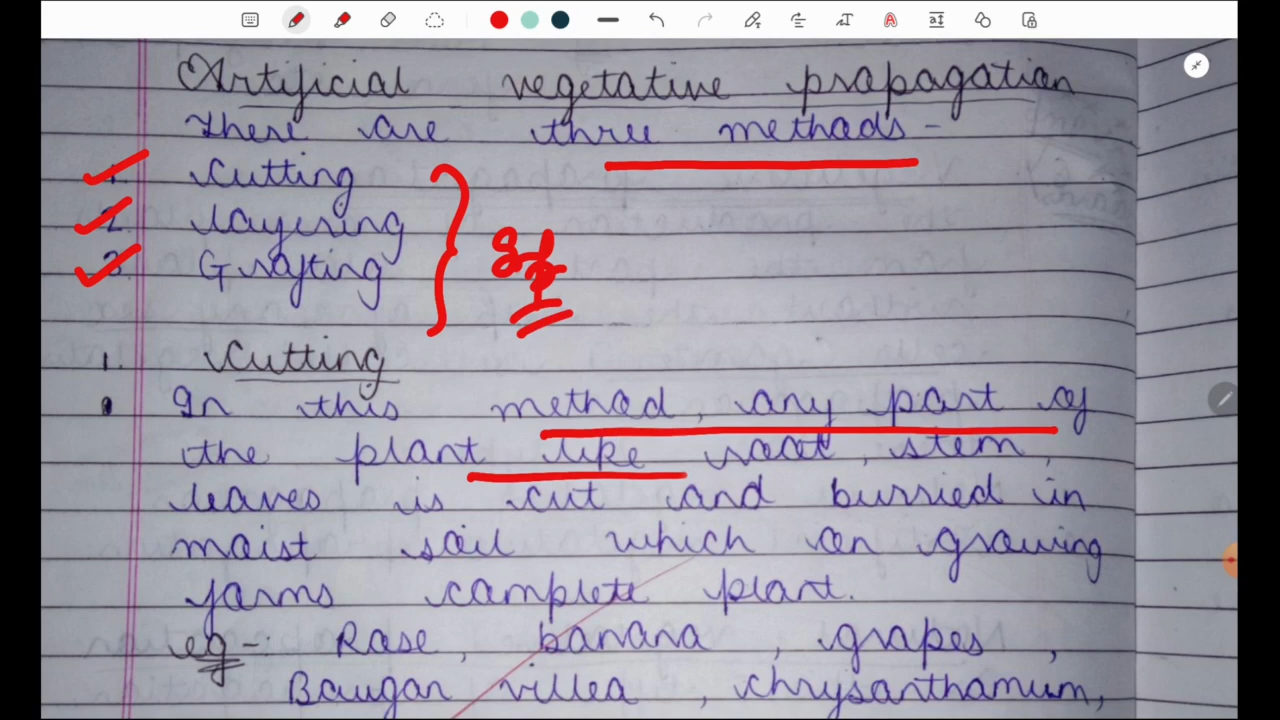 Artificial vegetative propagation
There are three methods -
1. Cutting
2. Layering
3. Grafting
1. Cutting
In this method, any part of
the plant like root, stem,
leaves is cut and burried in
moist soil which on growing
forms complete plant.
eg - Rose, banana, grapes,
Bougan villea, chrysanthamum,